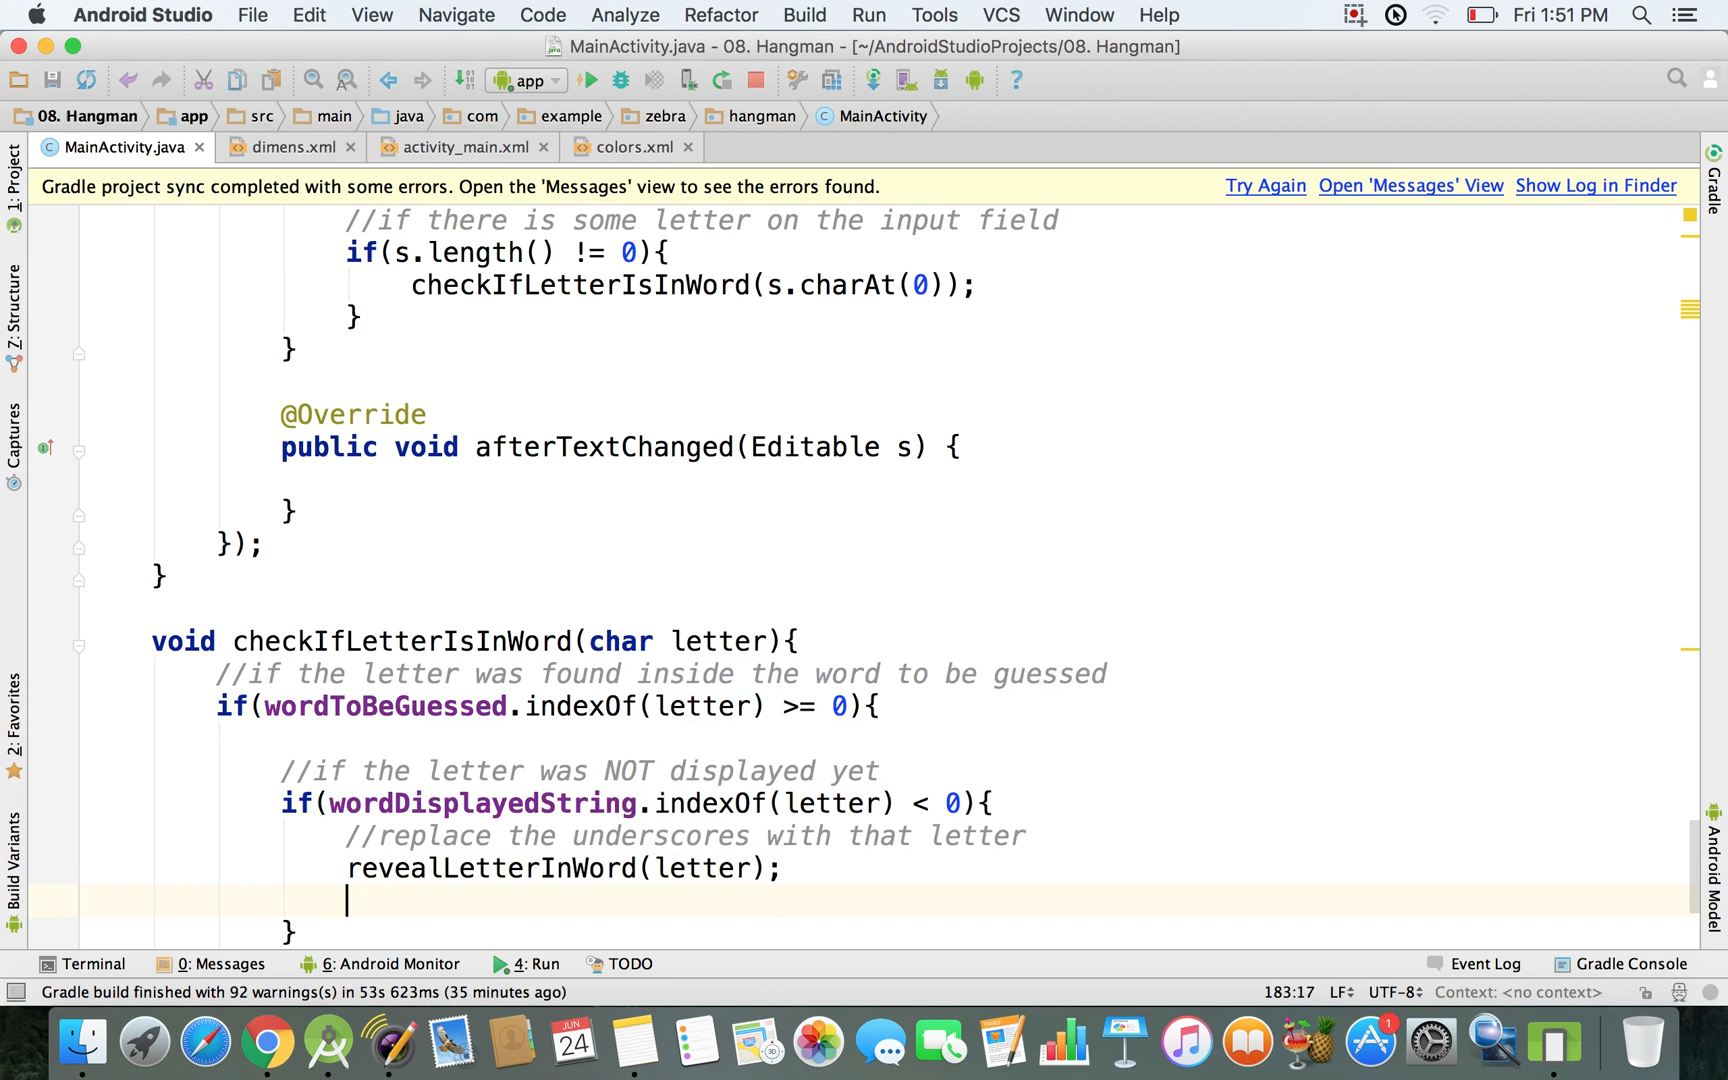 Android Studio File Edit View Navigate Code Analyze Refactor Build Run Tools VCS Window Help Fri 1:51 PM
MainActivity.java - 08. Hangman - [~/AndroidStudioProjects/08. Hangman]
app
08. Hangman app src main java com example zebra hangman MainActivity
MainActivity.java dimens.xml activity_main.xml colors.xml
Gradle project sync completed with some errors. Open the 'Messages' view to see the errors found. Try Again Open 'Messages' View Show Log in Finder
//if there is some letter on the input field
if(s.length() != 0){
checkIfLetterIsInWord(s.charAt(0));
}
}
@Override
public void afterTextChanged(Editable s) {
}
});
}
void checkIfLetterIsInWord(char letter){
//if the letter was found inside the word to be guessed
if(wordToBeGuessed.indexOf(letter) >= 0){
//if the letter was NOT displayed yet
if(wordDisplayedString.indexOf(letter) < 0){
//replace the underscores with that letter
revealLetterInWord(letter);
}
1: Project
Z: Structure
Captures
2: Favorites
Build Variants
Gradle
Android Model
Terminal 0: Messages 6: Android Monitor 4: Run TODO Event Log Gradle Console
Gradle build finished with 92 warnings(s) in 53s 623ms (35 minutes ago) 183:17 LF UTF-8 Context: <no context>
JUN
24
1